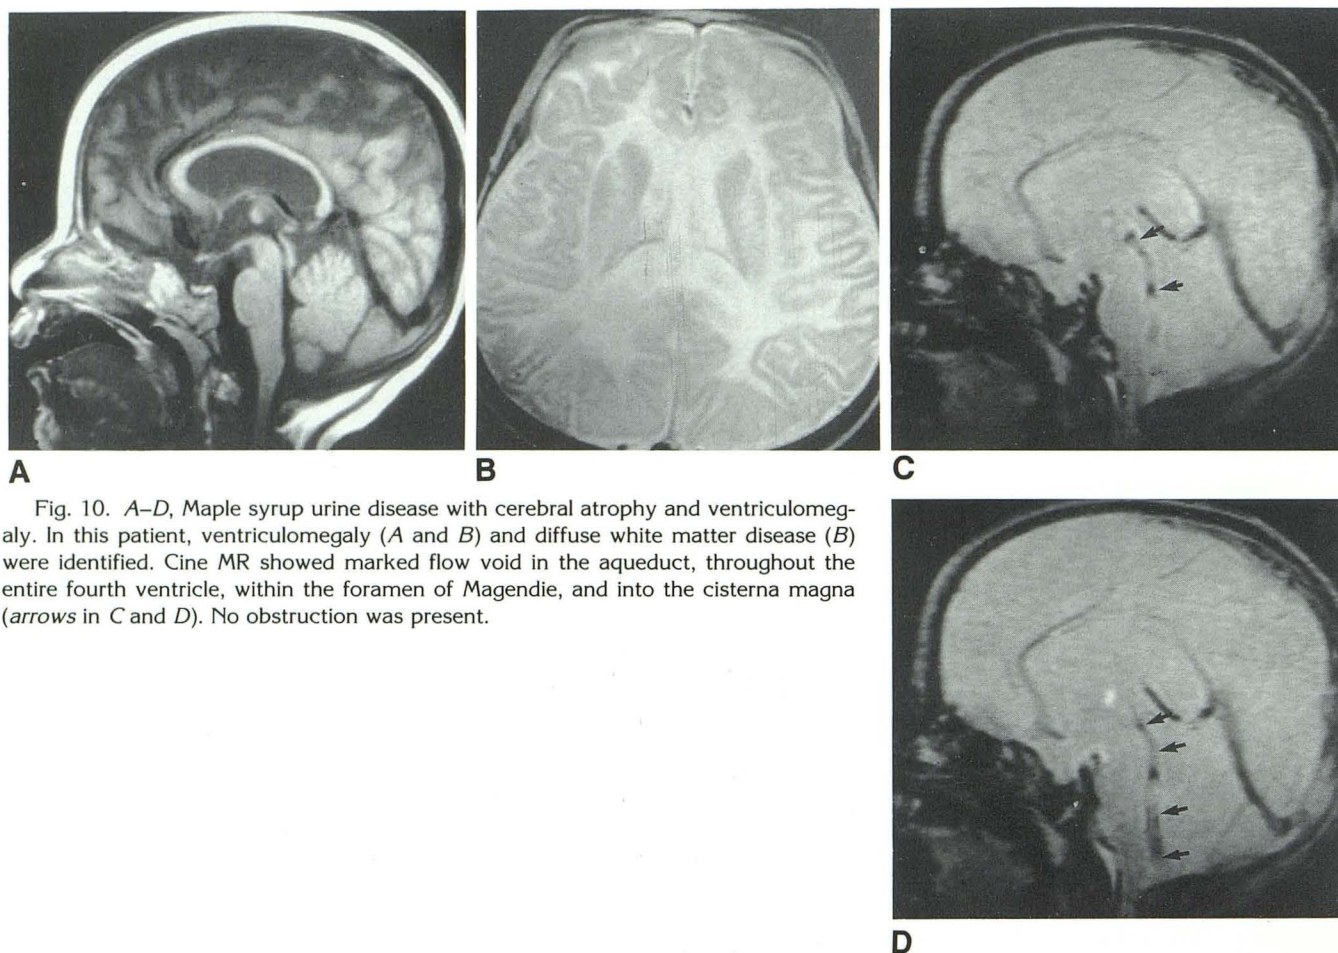 A
B
C
Fig. 10. A–D, Maple syrup urine disease with cerebral atrophy and ventriculomeg-
aly. In this patient, ventriculomegaly (A and B) and diffuse white matter disease (B)
were identified. Cine MR showed marked flow void in the aqueduct, throughout the
entire fourth ventricle, within the foramen of Magendie, and into the cisterna magna
(arrows in C and D). No obstruction was present.
D